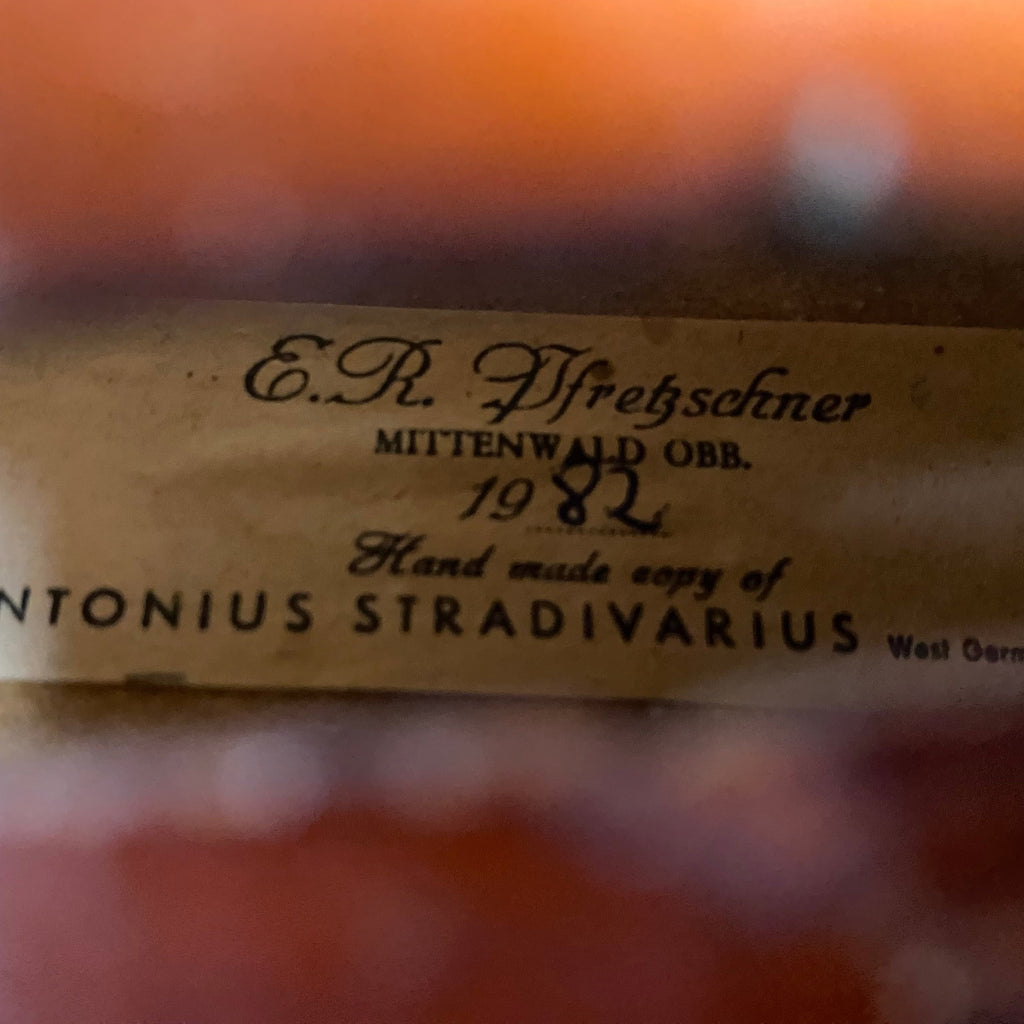 E.R. Pfretzschner
MITTENWALD OBB.
1982
Hand made copy of
NTONIUS STRADIVARIUS West Germ